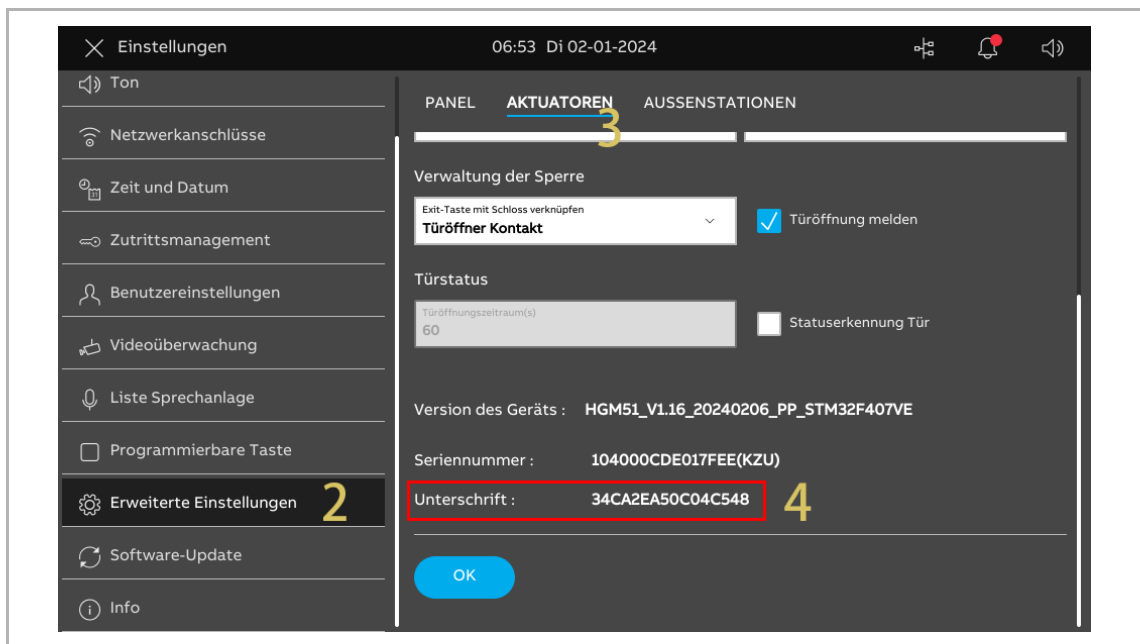 Einstellungen
06:53 Di 02-01-2024
Ton
Netzwerkanschlüsse
Zeit und Datum
Zutrittsmanagement
Benutzereinstellungen
Videoüberwachung
Liste Sprechanlage
Programmierbare Taste
Erweiterte Einstellungen 2
Software-Update
Info
PANEL AKTUATOREN AUSSENSTATIONEN
3
Verwaltung der Sperre
Exit-Taste mit Schloss verknüpfen
Türöffner Kontakt
Türöffnung melden
Türstatus
Türöffnungszeitraum(s)
60
Statuserkennung Tür
Version des Geräts : HGM51_V1.16_20240206_PP_STM32F407VE
Seriennummer : 104000CDE017FEE(KZU)
Unterschrift : 34CA2EA50C04C548 4
OK